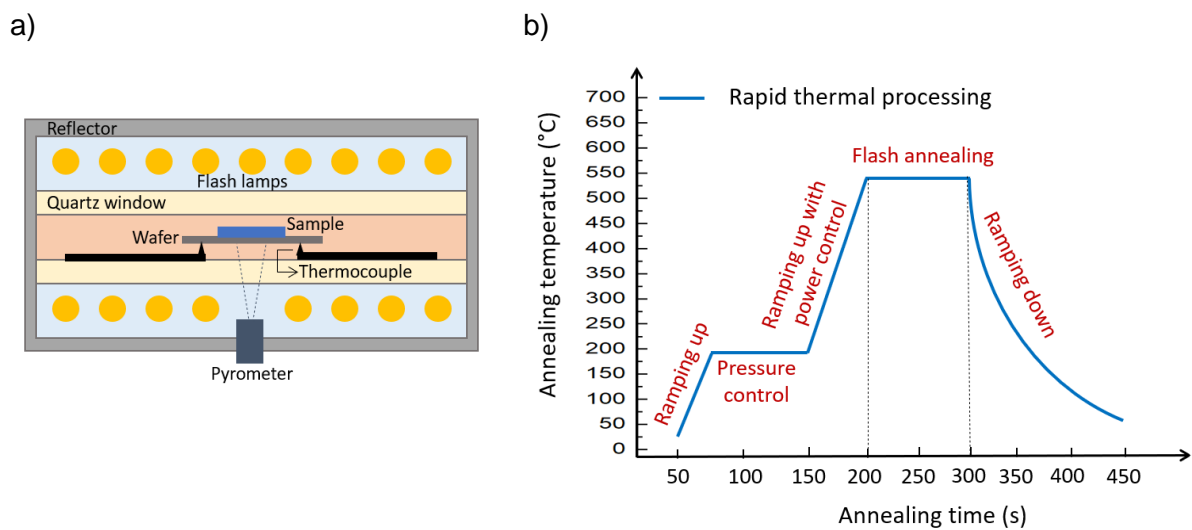 a)
Reflector
Flash lamps
Quartz window
Sample
Wafer
Thermocouple
Pyrometer
b)
Annealing temperature (°C)
700
650
600
550
500
450
400
350
300
250
200
150
100
50
0
Rapid thermal processing
Flash annealing
Ramping up with
power control
Ramping down
Ramping up
Pressure
control
50 100 150 200 250 300 350 400 450
Annealing time (s)